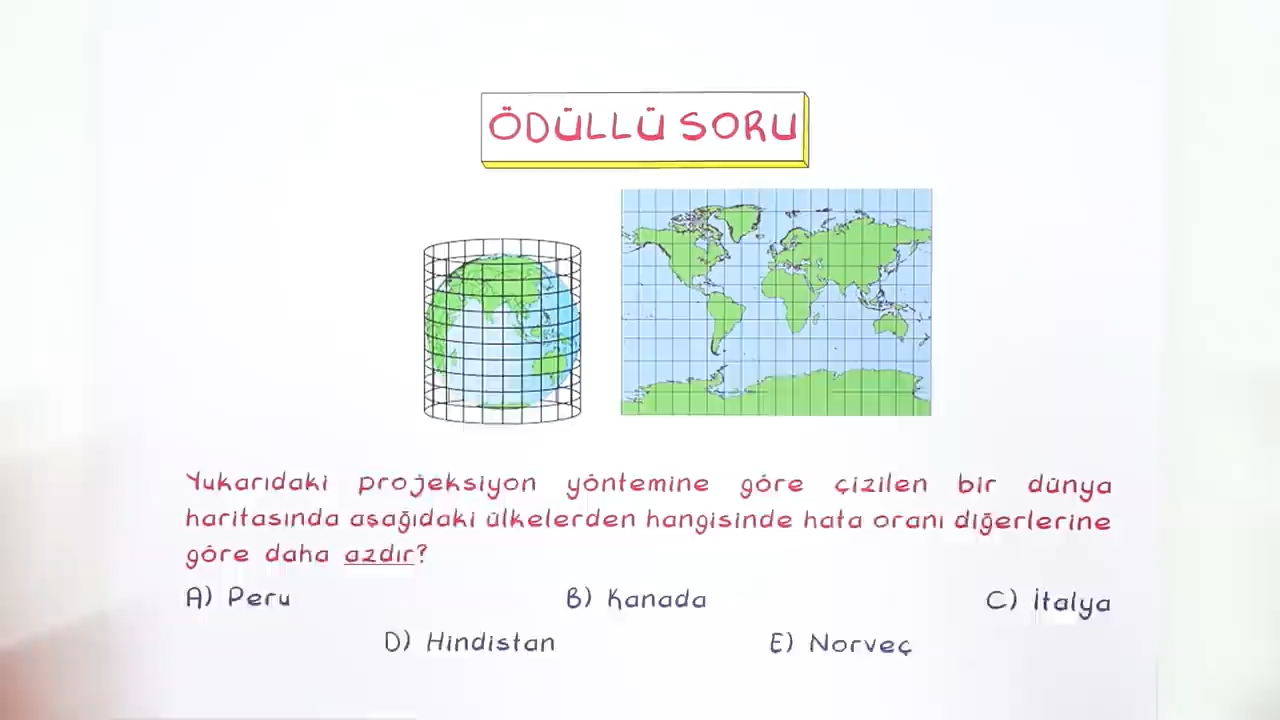 ÖDÜLLÜ SORU
Yukarıdaki projeksiyon yöntemine göre çizilen bir dünya
haritasında aşağıdaki ülkelerden hangisinde hata oranı diğerlerine
göre daha azdır?
A) Peru B) Kanada C) İtalya
D) Hindistan E) Norveç